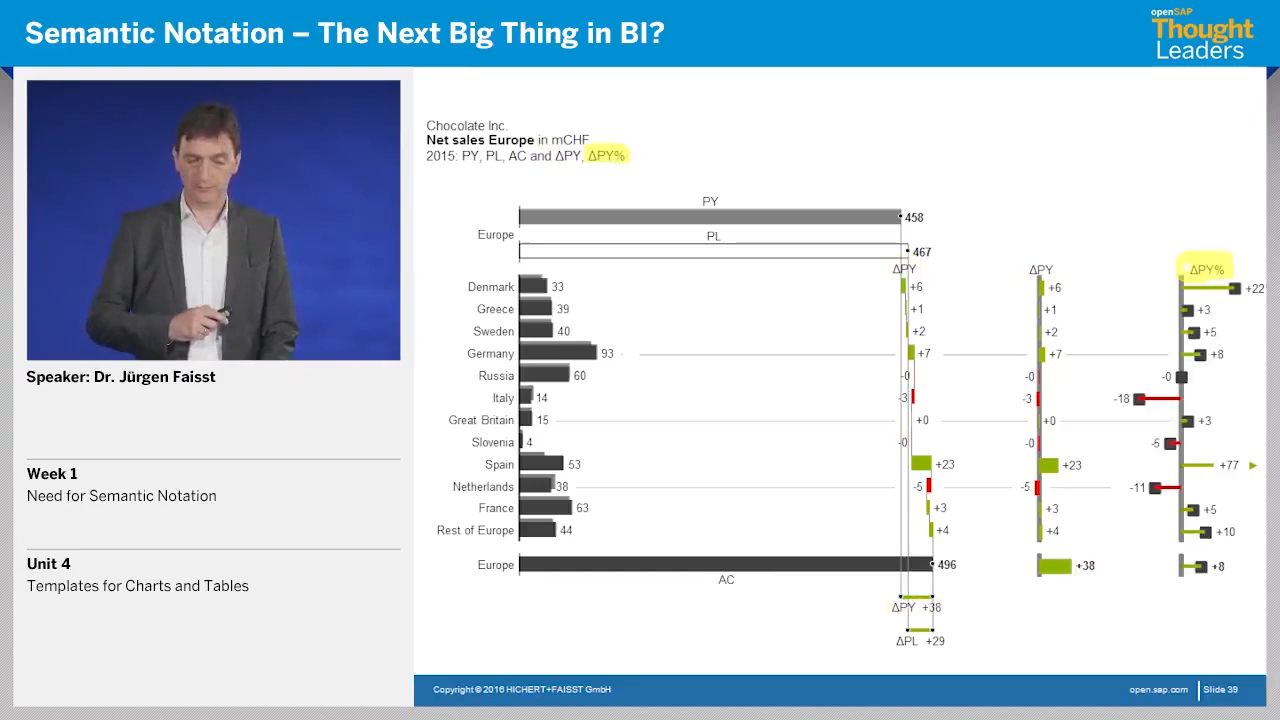 Semantic Notation – The Next Big Thing in BI?
openSAP
Thought
Leaders
Speaker: Dr. Jürgen Faisst
Week 1
Need for Semantic Notation
Unit 4
Templates for Charts and Tables
Chocolate Inc.
Net sales Europe in mCHF
2015: PY, PL, AC and ΔPY, ΔPY%
PY
Europe 458
PL
467
ΔPY ΔPY ΔPY%
Denmark 33 +6 +6 +22
Greece 39 +1 +1 +3
Sweden 40 +2 +2 +5
Germany 93 +7 +7 +8
Russia 60 -0 -0 -0
Italy 14 -3 -3 -18
Great Britain 15 +0 +0 +3
Slovenia 4 -0 -0 -5
Spain 53 +23 +23 +77
Netherlands 38 -5 -5 -11
France 63 +3 +3 +5
Rest of Europe 44 +4 +4 +10
Europe 496 +38 +8
AC
ΔPY +38
ΔPL +29
Copyright © 2016 HICHERT+FAISST GmbH
open.sap.com
Slide 39